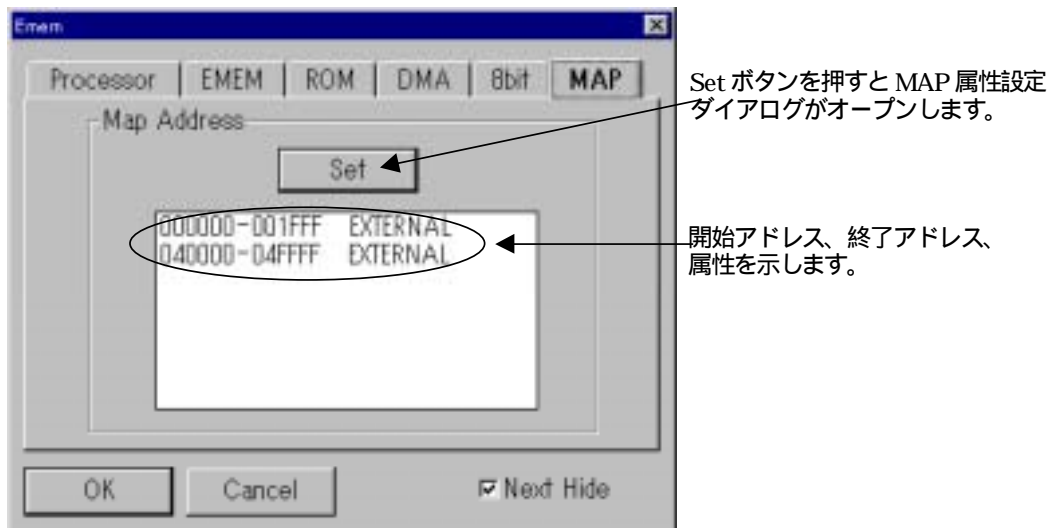 Emem
Processor EMEM ROM DMA 8bit MAP
Map Address
Set
000000-001FFF EXTERNAL
040000-04FFFF EXTERNAL
OK Cancel Next Hide
Set ボタンを押すと MAP 属性設定
ダイアログがオープンします。
開始アドレス、終了アドレス、
属性を示します。